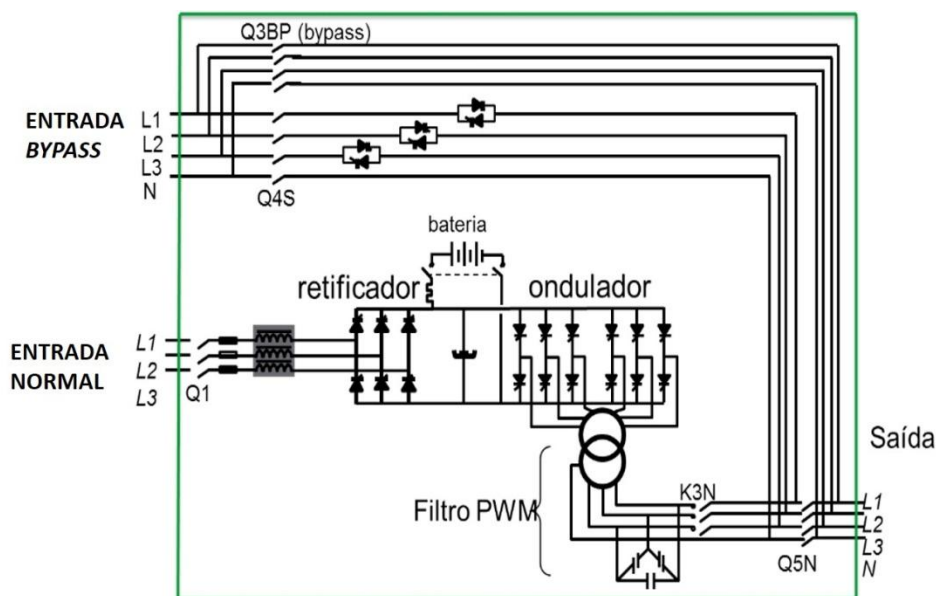 Q3BP (bypass)
ENTRADA
BYPASS
L1
L2
L3
N
Q4S
bateria
retificador
ondulador
ENTRADA
NORMAL
L1
L2
L3
Q1
Saída
Filtro PWM
K3N
L1
L2
L3
N
Q5N